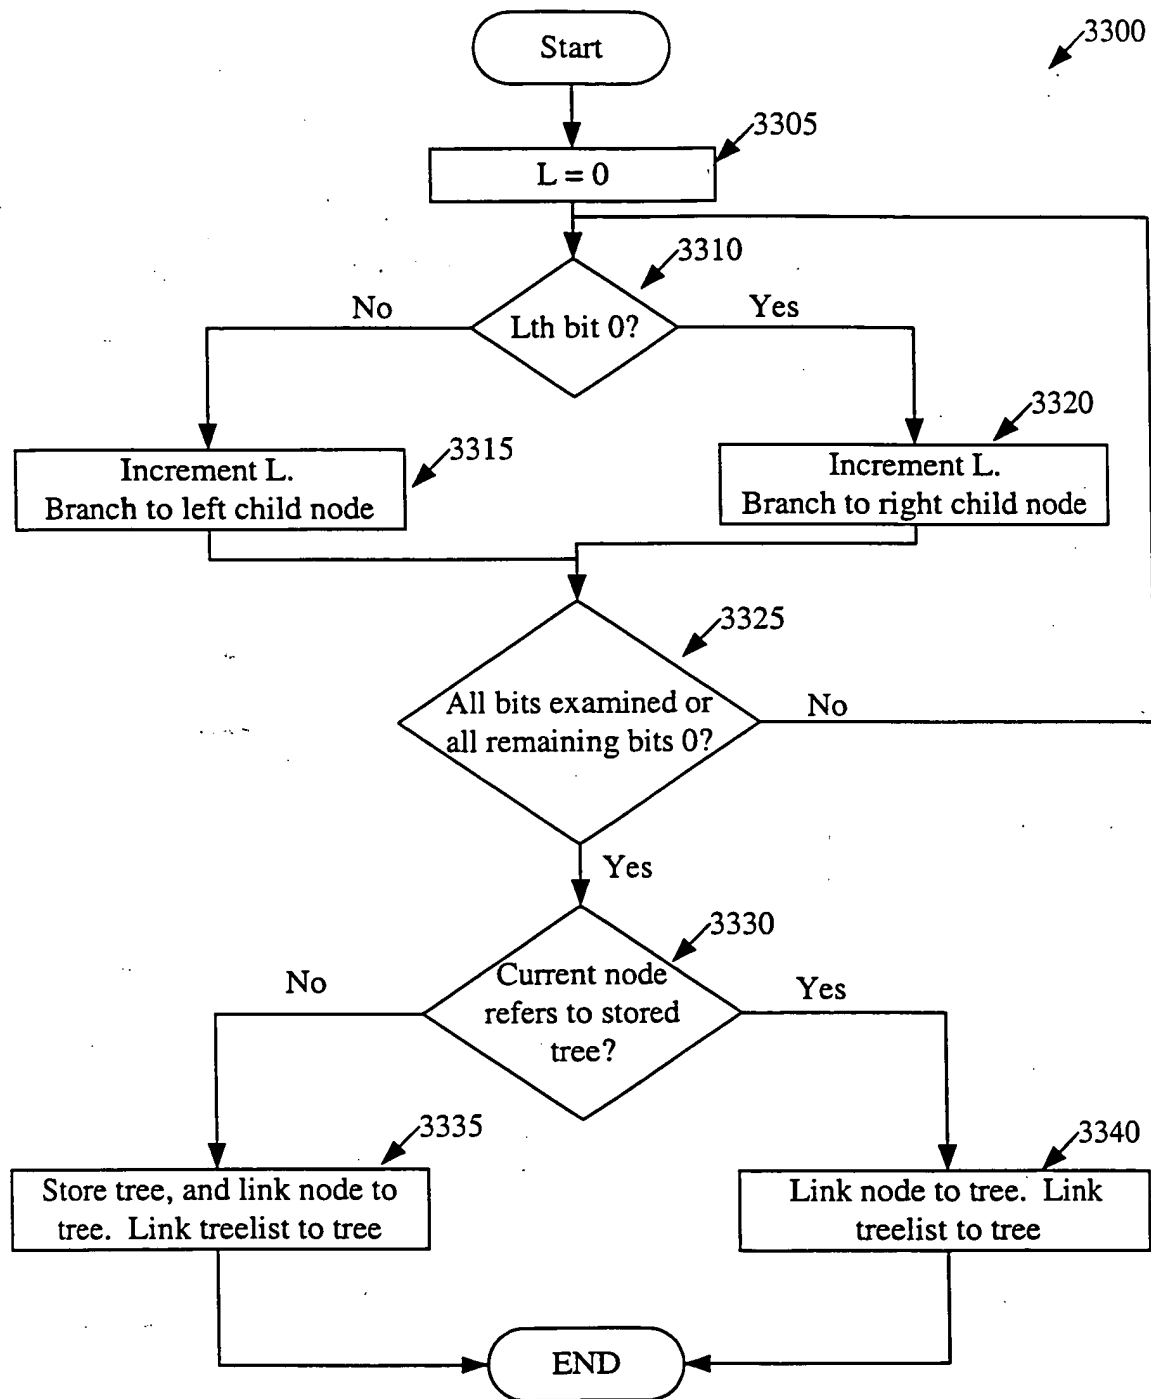 Start
3300
3305
L = 0
3310
No
Yes
Lth bit 0?
3320
3315
Increment L.
Branch to left child node
Increment L.
Branch to right child node
3325
All bits examined or
all remaining bits 0?
No
Yes
3330
No
Current node
refers to stored
tree?
Yes
3335
3340
Store tree, and link node to
tree. Link treelist to tree
Link node to tree. Link
treelist to tree
END